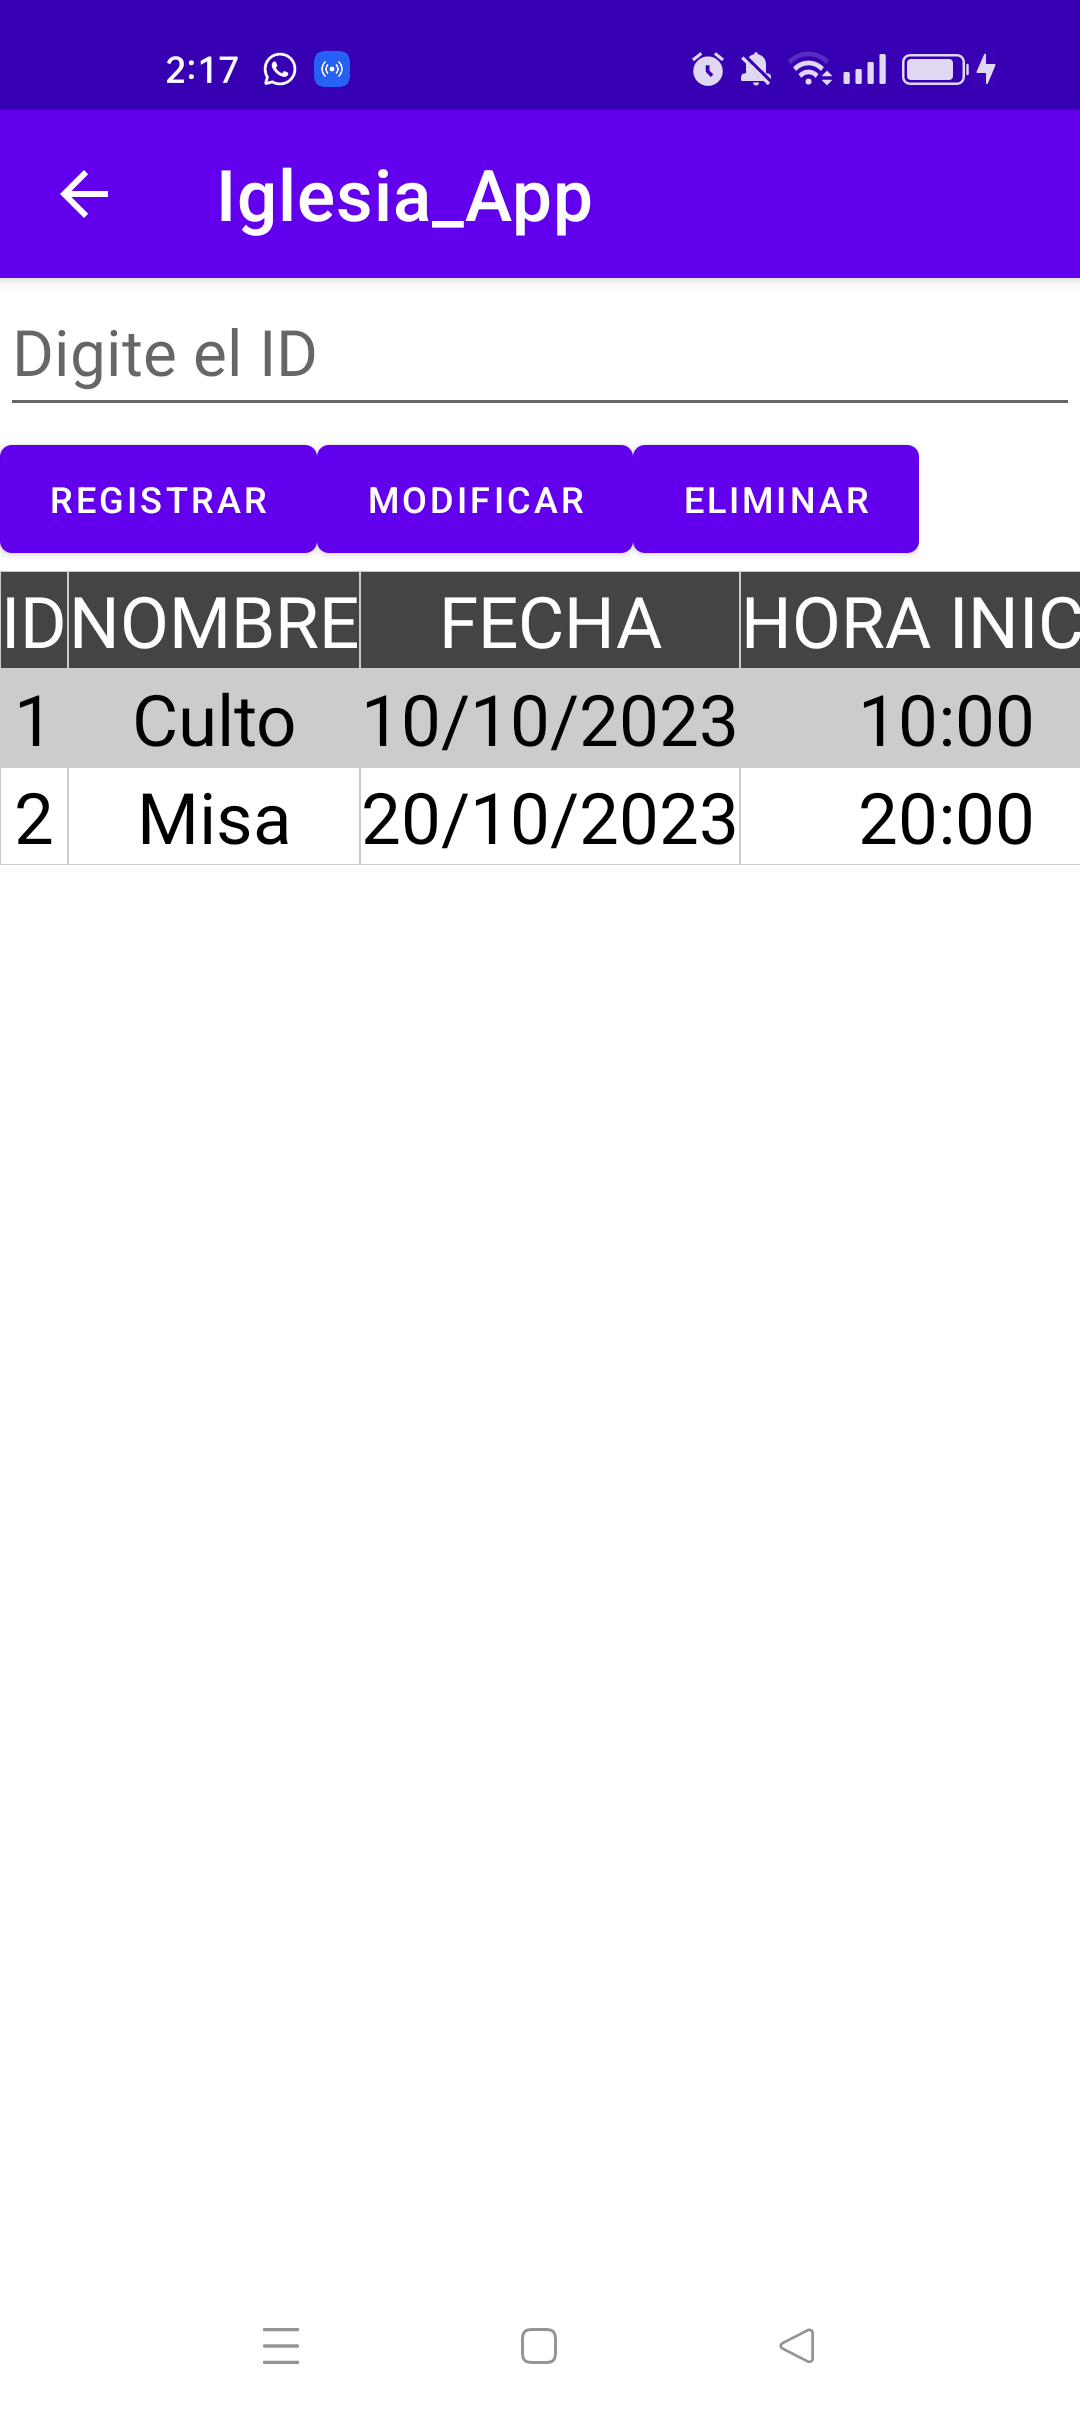 2:17
Iglesia_App
Digite el ID
REGISTRAR MODIFICAR ELIMINAR
ID NOMBRE FECHA HORA INIC
1 Culto 10/10/2023 10:00
2 Misa 20/10/2023 20:00